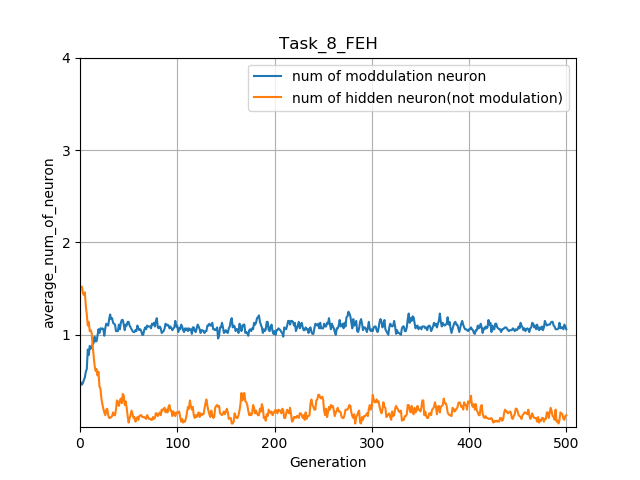 Task_8_FEH
num of moddulation neuron
num of hidden neuron(not modulation)
average_num_of_neuron
4
3
2
1
0 100 200 300 400 500
Generation